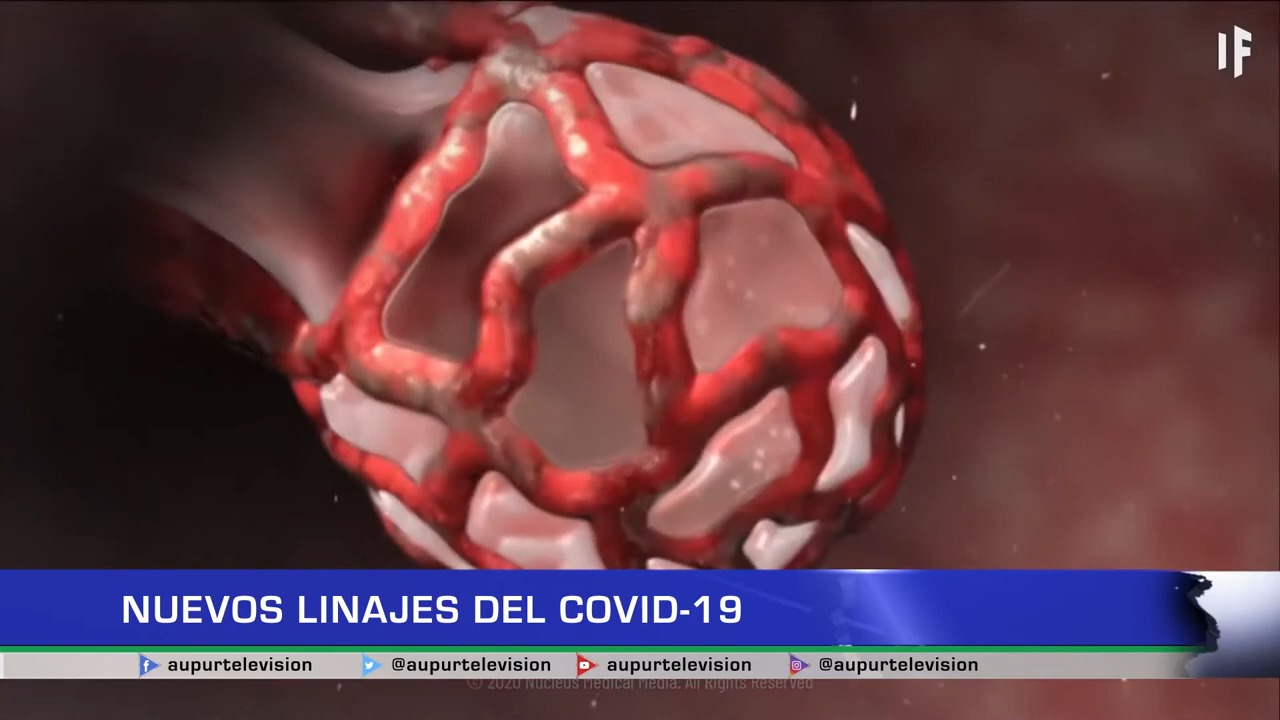 IF
NUEVOS LINAJES DEL COVID-19
aupurtelevision @aupurtelevision aupurtelevision @aupurtelevision
© 2020 Nucleus Medical Media. All Rights Reserved